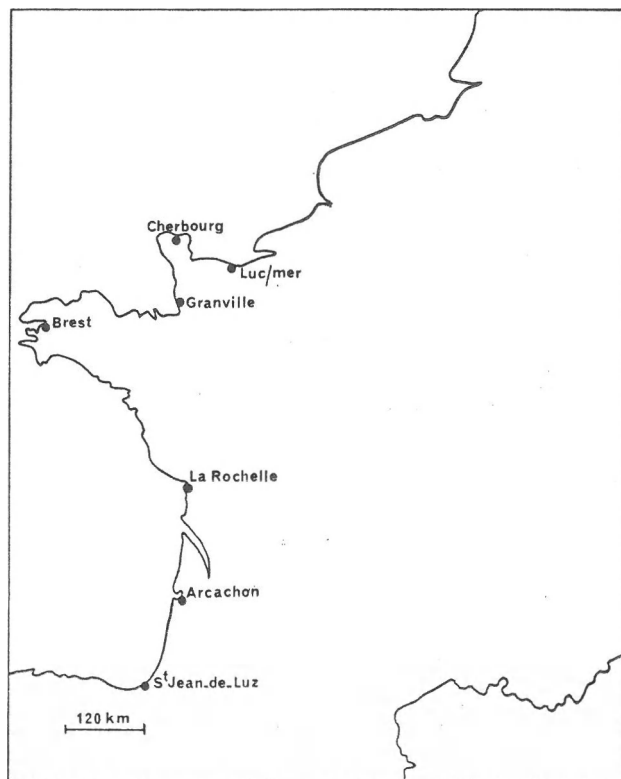 Cherbourg
Luc/mer
Granville
Brest
La Rochelle
Arcachon
St Jean-de-Luz
120 km